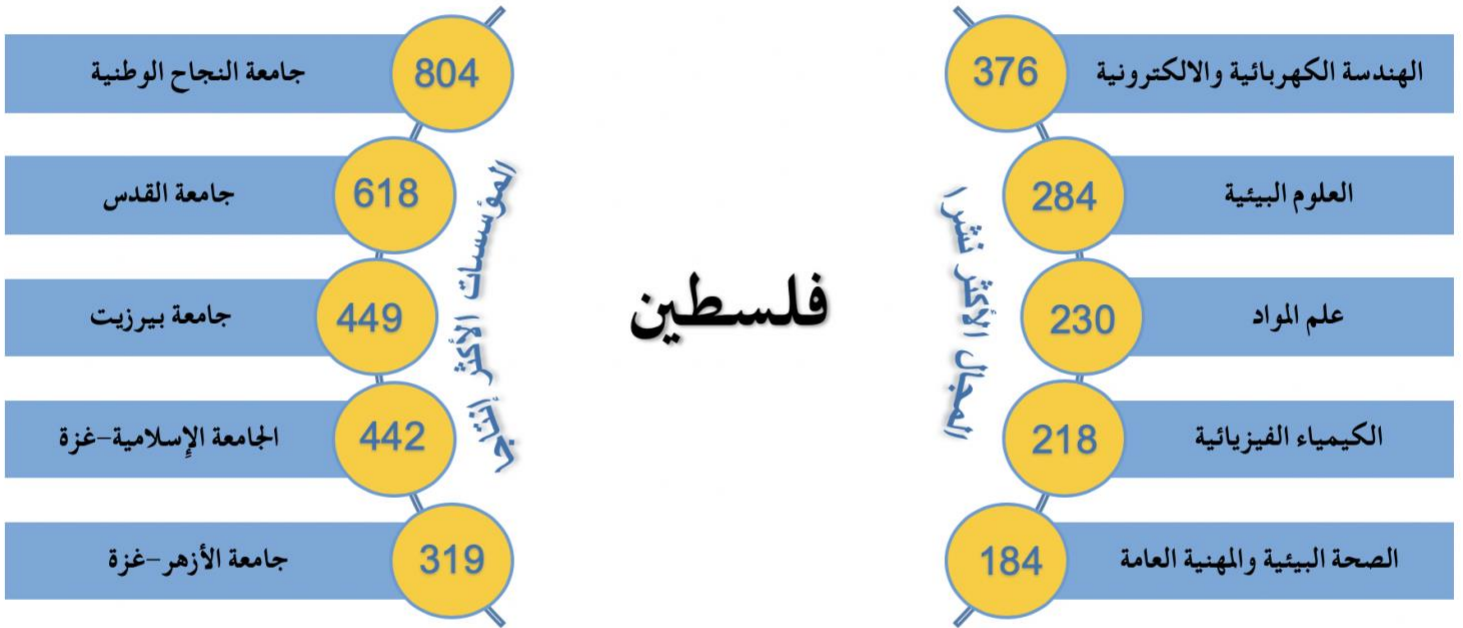 فلسطين
المجال الأكثر نشرا
376 الهندسة الكهربائية والالكترونية
284 العلوم البيئية
230 علم المواد
218 الكيمياء الفيزيائية
184 الصحة البيئية والمهنية العامة
المؤسسات الأكثر أنتاجا
804 جامعة النجاح الوطنية
618 جامعة القدس
449 جامعة بيرزيت
442 الجامعة الإسلامية-غزة
319 جامعة الأزهر-غزة